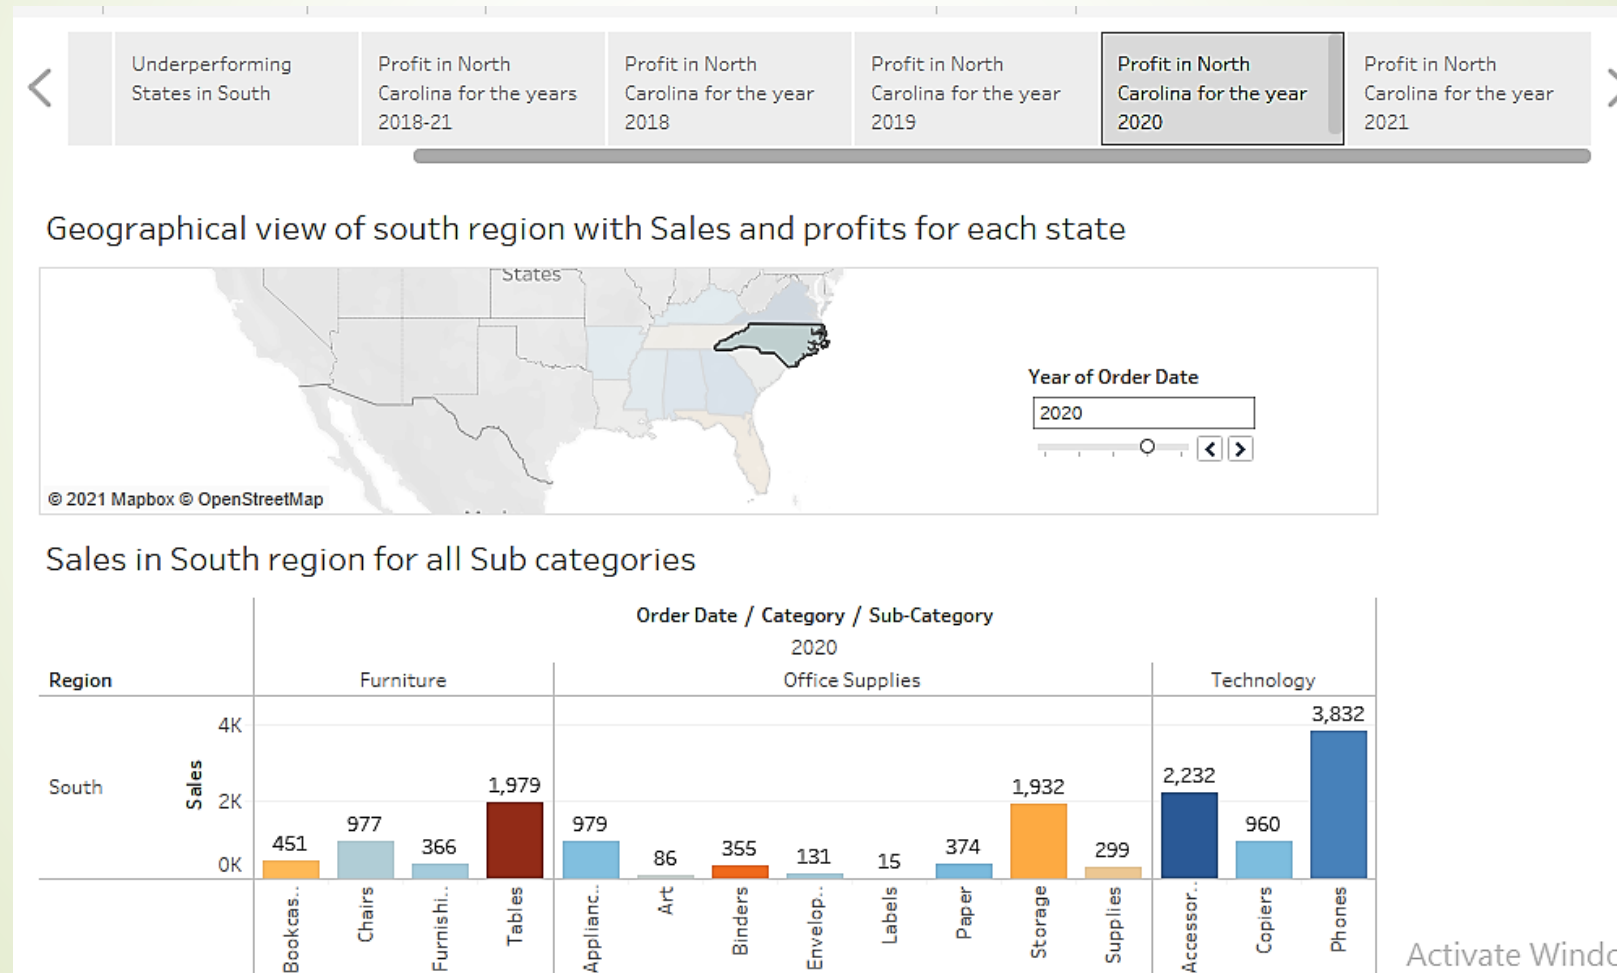 Underperforming
States in South
Profit in North
Carolina for the years
2018-21
Profit in North
Carolina for the year
2018
Profit in North
Carolina for the year
2019
Profit in North
Carolina for the year
2020
Profit in North
Carolina for the year
2021
Geographical view of south region with Sales and profits for each state
States
Year of Order Date
2020
© 2021 Mapbox © OpenStreetMap
Sales in South region for all Sub categories
Order Date / Category / Sub-Category
2020
Region
Furniture
Office Supplies
Technology
South
Sales
4K
2K
0K
451
977
366
1,979
979
86
355
131
15
374
1,932
299
2,232
960
3,832
Bookcas..
Chairs
Furnishi..
Tables
Applianc..
Art
Binders
Envelop..
Labels
Paper
Storage
Supplies
Accessor..
Copiers
Phones
Activate Windo